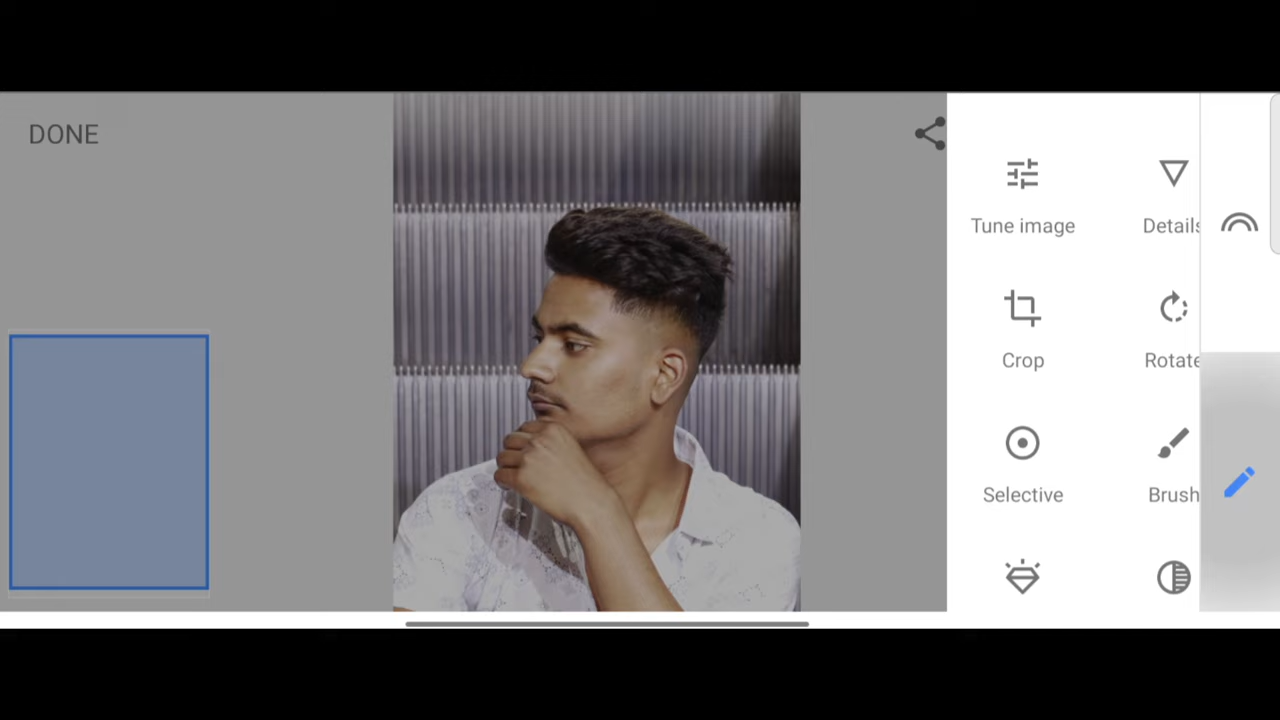 DONE
Tune image
Details
Crop
Rotate
Selective
Brush